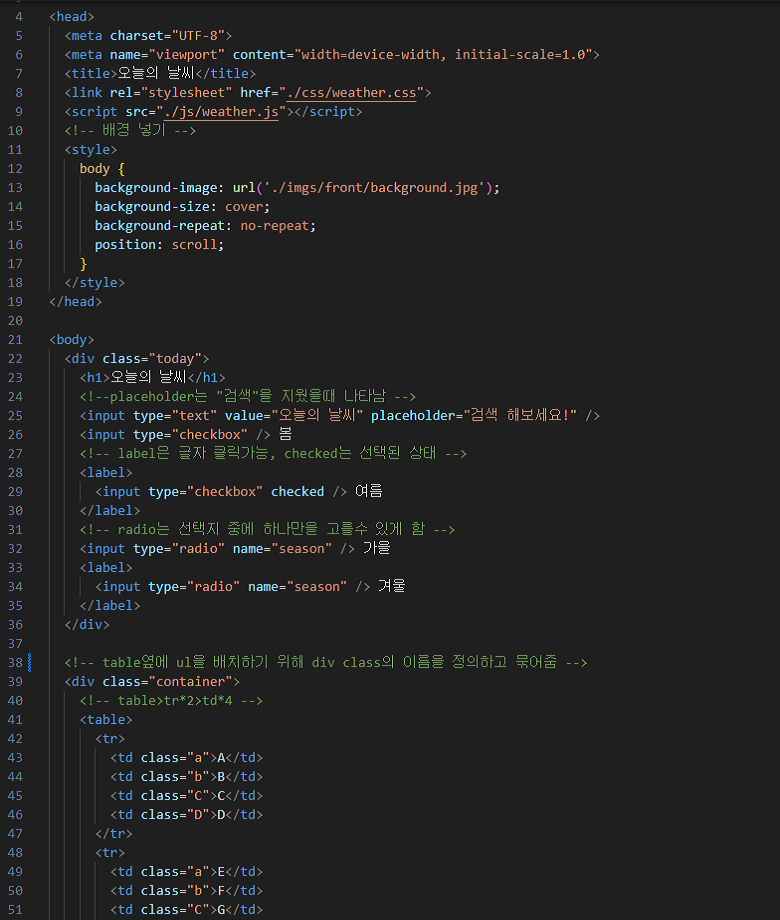 4 <head>
5 <meta charset="UTF-8">
6 <meta name="viewport" content="width=device-width, initial-scale=1.0">
7 <title>오늘의 날씨</title>
8 <link rel="stylesheet" href="./css/weather.css">
9 <script src="./js/weather.js"></script>
10 <!-- 배경 넣기 -->
11 <style>
12 body {
13 background-image: url('./imgs/front/background.jpg');
14 background-size: cover;
15 background-repeat: no-repeat;
16 position: scroll;
17 }
18 </style>
19 </head>
20
21 <body>
22 <div class="today">
23 <h1>오늘의 날씨</h1>
24 <!--placeholder는 "검색"을 지웠을때 나타남 -->
25 <input type="text" value="오늘의 날씨" placeholder="검색 해보세요!" />
26 <input type="checkbox" /> 봄
27 <!-- label은 글자 클릭가능, checked는 선택된 상태 -->
28 <label>
29 <input type="checkbox" checked /> 여름
30 </label>
31 <!-- radio는 선택지 중에 하나만을 고를수 있게 함 -->
32 <input type="radio" name="season" /> 가을
33 <label>
34 <input type="radio" name="season" /> 겨울
35 </label>
36 </div>
37
38 <!-- table옆에 ul을 배치하기 위해 div class의 이름을 정의하고 묶어줌 -->
39 <div class="container">
40 <!-- table>tr*2>td*4 -->
41 <table>
42 <tr>
43 <td class="a">A</td>
44 <td class="b">B</td>
45 <td class="C">C</td>
46 <td class="D">D</td>
47 </tr>
48 <tr>
49 <td class="a">E</td>
50 <td class="b">F</td>
51 <td class="C">G</td>